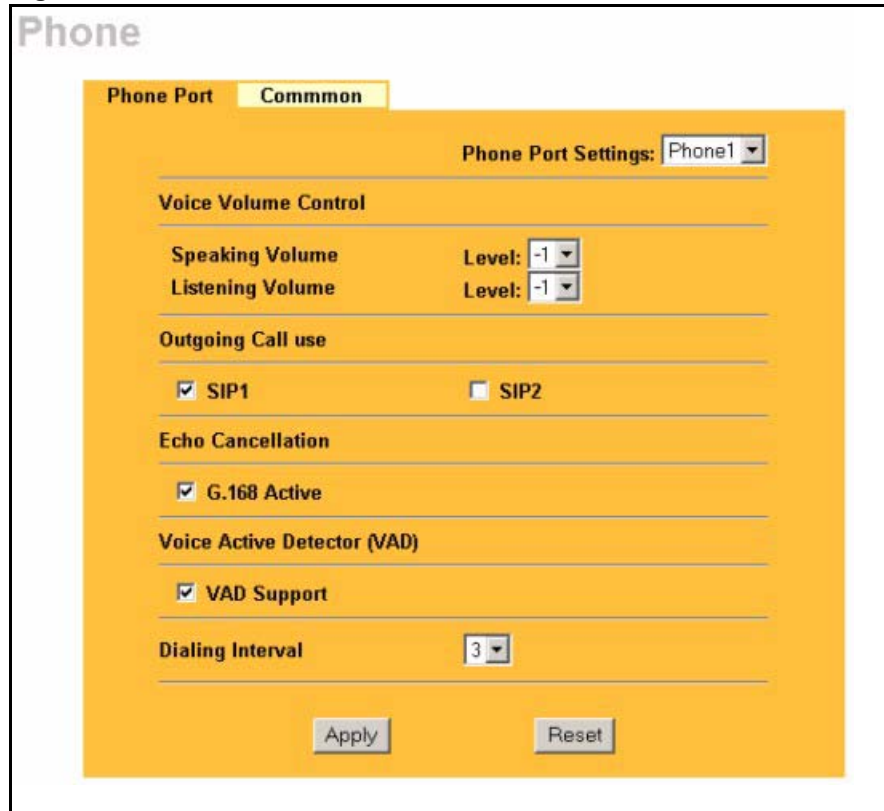 Phone
Phone Port Commmon
Phone Port Settings: Phone1
Voice Volume Control
Speaking Volume Level: -1
Listening Volume Level: -1
Outgoing Call use
SIP1 SIP2
Echo Cancellation
G.168 Active
Voice Active Detector (VAD)
VAD Support
Dialing Interval 3
Apply Reset